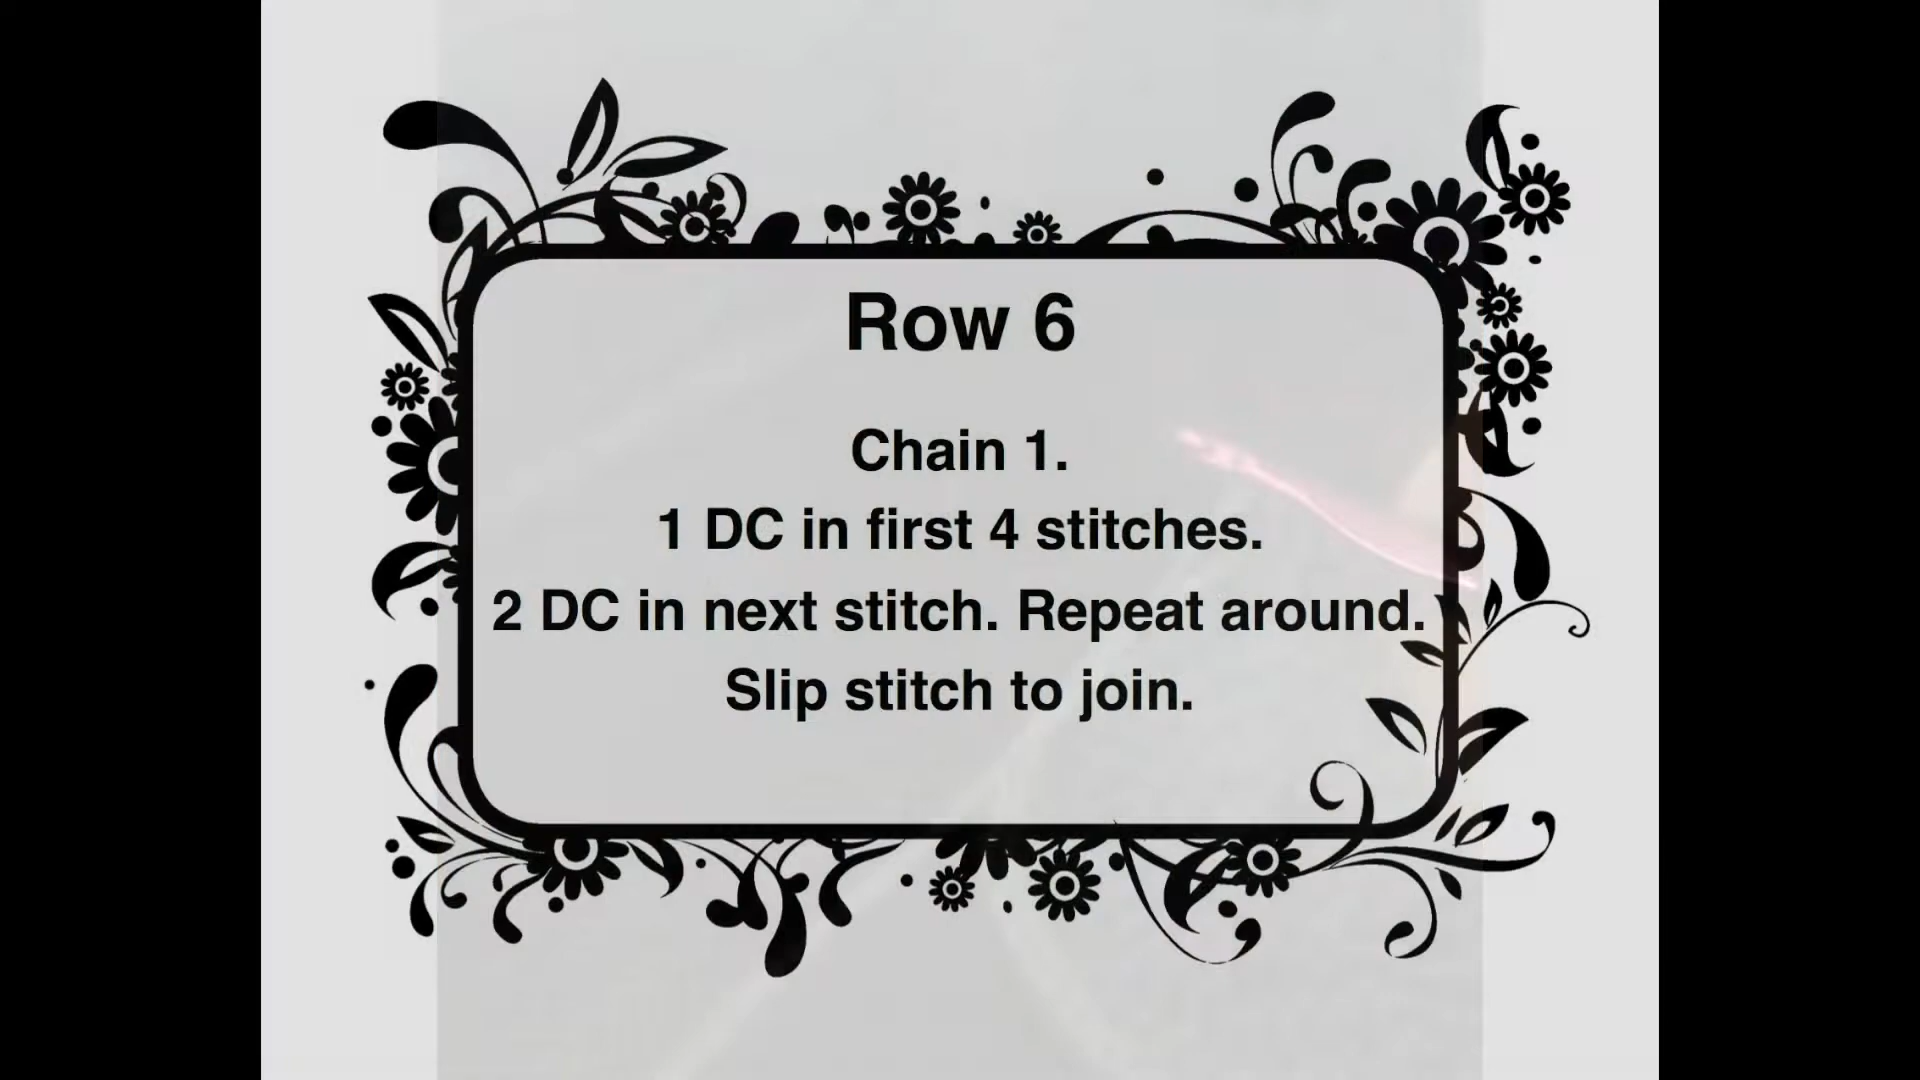 Row 6
Chain 1.
1 DC in first 4 stitches.
2 DC in next stitch. Repeat around.
Slip stitch to join.